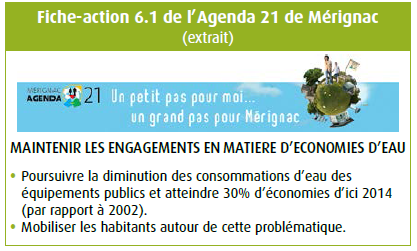 Fiche-action 6.1 de l'Agenda 21 de Mérignac
(extrait)
MÉRIGNAC
AGENDA 21
Un petit pas pour moi...
un grand pas pour Mérignac
MAINTENIR LES ENGAGEMENTS EN MATIERE D'ECONOMIES D'EAU
• Poursuivre la diminution des consommations d'eau des
équipements publics et atteindre 30% d'économies d'ici 2014
(par rapport à 2002).
• Mobiliser les habitants autour de cette problématique.